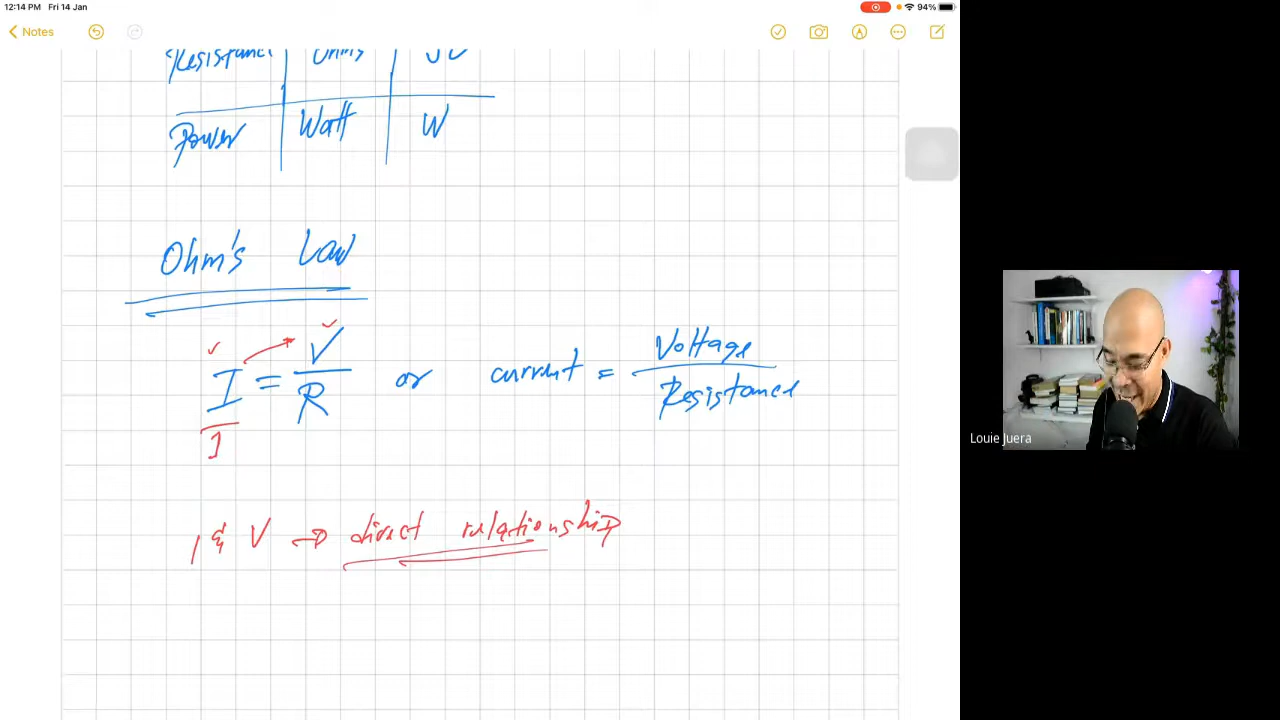 12:14 PM Fri 14 Jan 94%
Notes
Resistance Ohms Ω
Power Watt W
Ohm's Law
I = V/R or current = Voltage/Resistance
1
I & V → direct relationship
Louie Juera